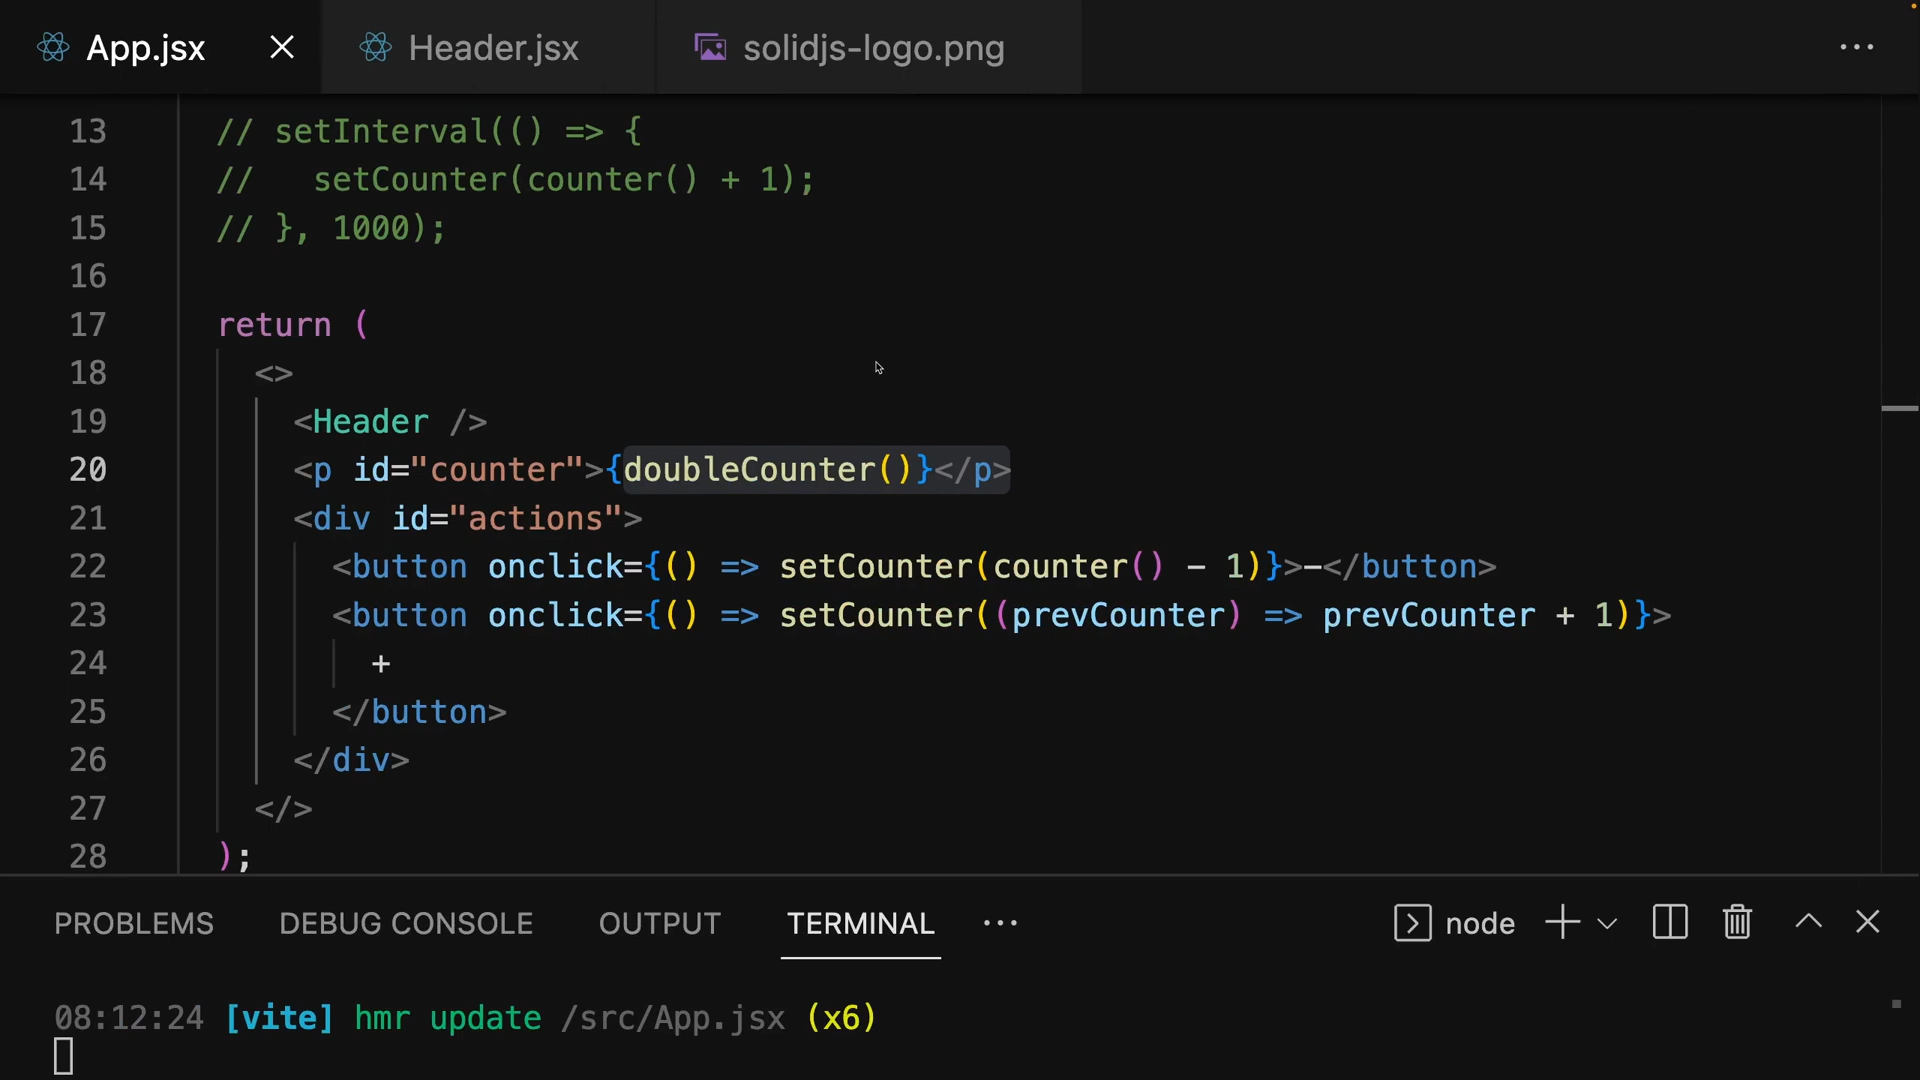 App.jsx
Header.jsx
solidjs-logo.png
13 // setInterval(() => {
14 //   setCounter(counter() + 1);
15 // }, 1000);
16
17 return (
18   <>
19     <Header />
20     <p id="counter">{doubleCounter()}</p>
21     <div id="actions">
22       <button onclick={() => setCounter(counter() - 1)}>-</button>
23       <button onclick={() => setCounter((prevCounter) => prevCounter + 1)}>
24         +
25       </button>
26     </div>
27   </>
28 );
PROBLEMS DEBUG CONSOLE OUTPUT TERMINAL ··· node
08:12:24 [vite] hmr update /src/App.jsx (x6)